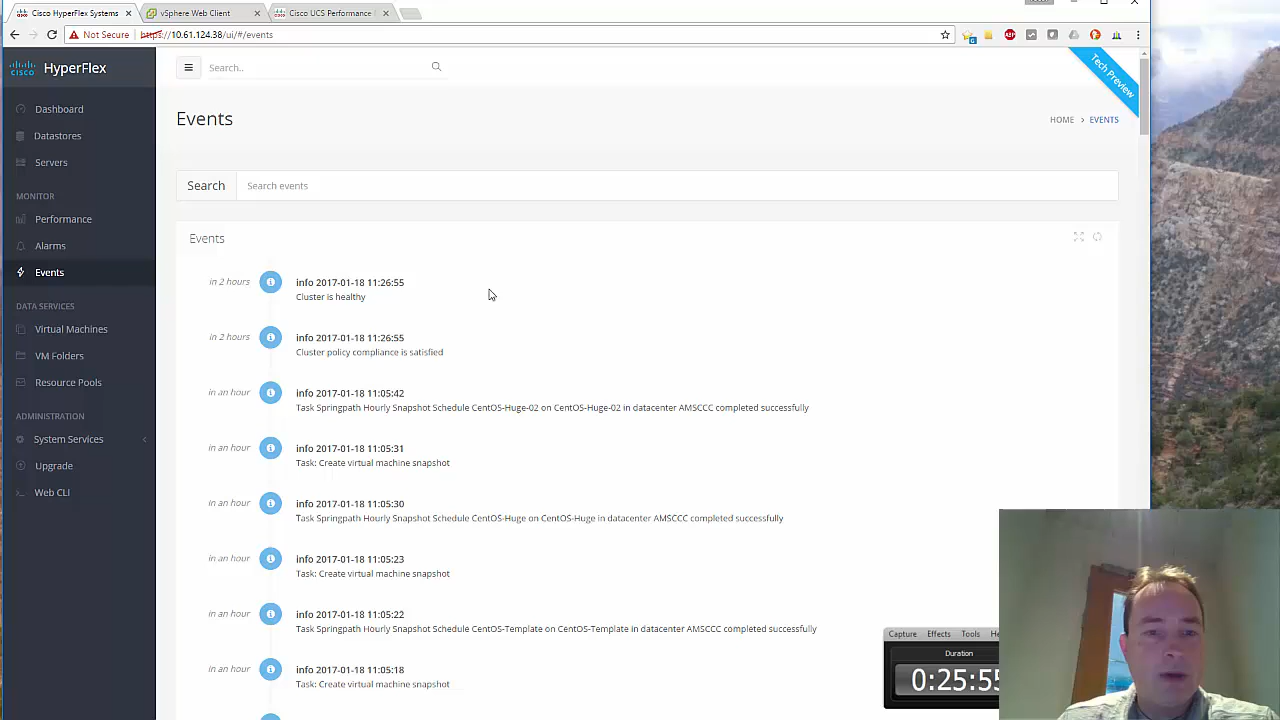 Cisco HyperFlex Systems
vSphere Web Client
Cisco UCS Performance
Not Secure
https://10.61.124.38/ui/#/events
ABP
CISCO
HyperFlex
Search..
Tech Preview
Dashboard
Datastores
Servers
MONITOR
Performance
Alarms
Events
DATA SERVICES
Virtual Machines
VM Folders
Resource Pools
ADMINISTRATION
System Services
Upgrade
Web CLI
Events
HOME > EVENTS
Search
Search events
Events
in 2 hours
info 2017-01-18 11:26:55
Cluster is healthy
in 2 hours
info 2017-01-18 11:26:55
Cluster policy compliance is satisfied
in an hour
info 2017-01-18 11:05:42
Task Springpath Hourly Snapshot Schedule CentOS-Huge-02 on CentOS-Huge-02 in datacenter AMSCCC completed successfully
in an hour
info 2017-01-18 11:05:31
Task: Create virtual machine snapshot
in an hour
info 2017-01-18 11:05:30
Task Springpath Hourly Snapshot Schedule CentOS-Huge on CentOS-Huge in datacenter AMSCCC completed successfully
in an hour
info 2017-01-18 11:05:23
Task: Create virtual machine snapshot
in an hour
info 2017-01-18 11:05:22
Task Springpath Hourly Snapshot Schedule CentOS-Template on CentOS-Template in datacenter AMSCCC completed successfully
in an hour
info 2017-01-18 11:05:18
Task: Create virtual machine snapshot
Capture Effects Tools He
Duration
0:25:55